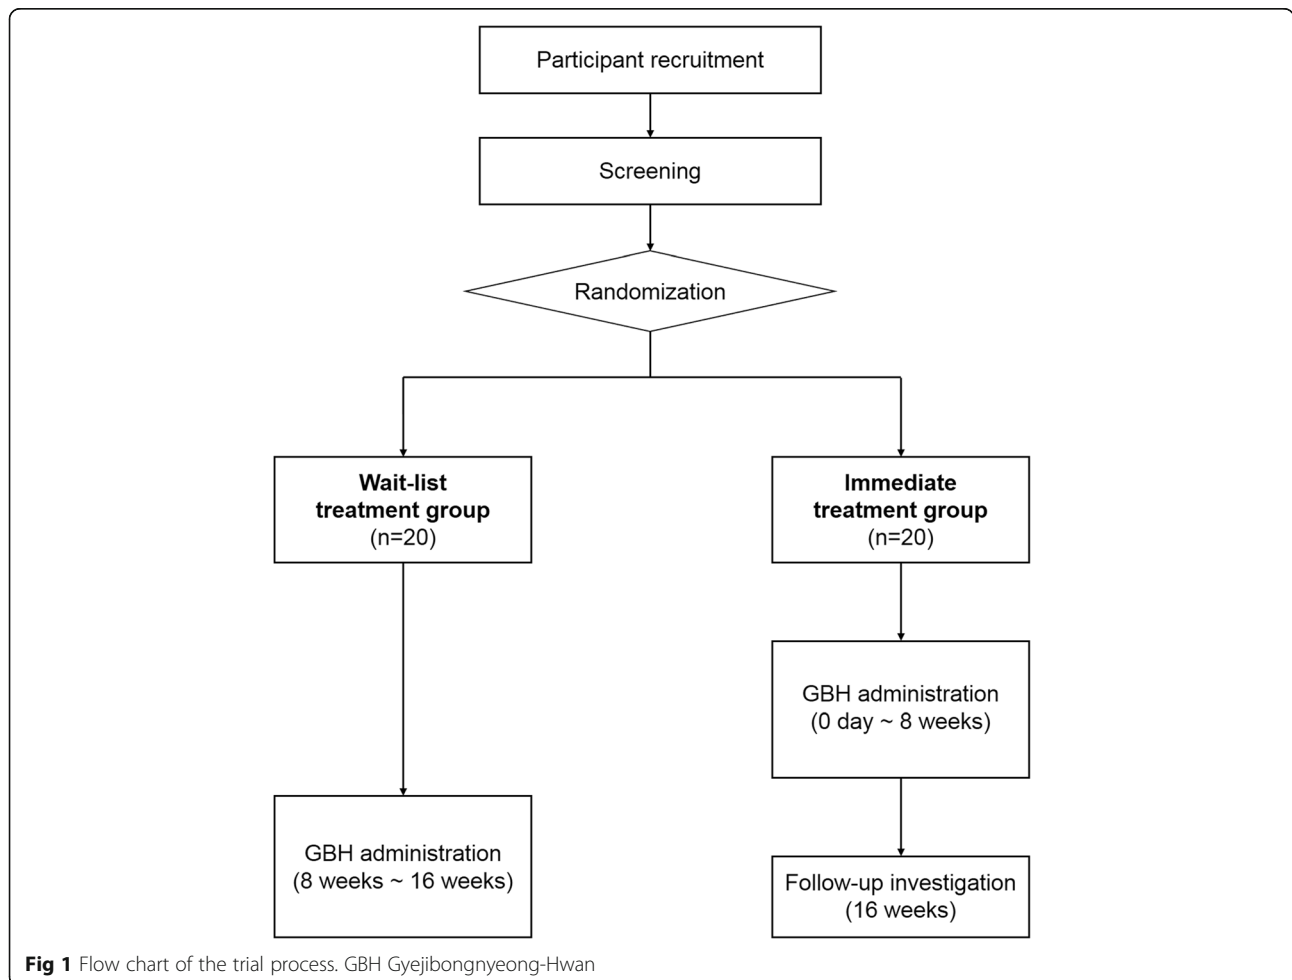 Participant recruitment
Screening
Randomization
Wait-list
treatment group
(n=20)
Immediate
treatment group
(n=20)
GBH administration
(0 day ~ 8 weeks)
GBH administration
(8 weeks ~ 16 weeks)
Follow-up investigation
(16 weeks)
Fig 1 Flow chart of the trial process. GBH Gyejibongnyeong-Hwan